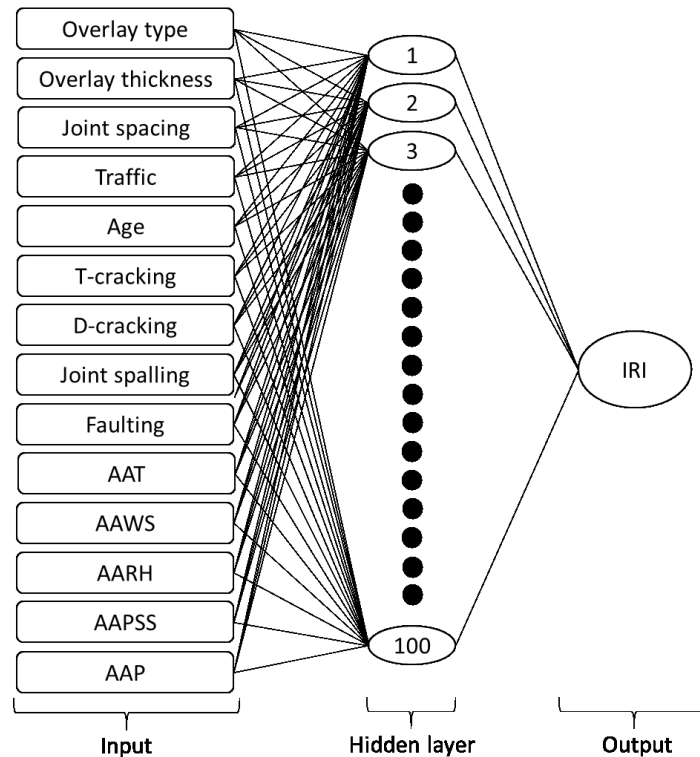 Overlay type
Overlay thickness
Joint spacing
Traffic
Age
T-cracking
D-cracking
Joint spalling
Faulting
AAT
AAWS
AARH
AAPSS
AAP
1
2
3
100
IRI
Input
Hidden layer
Output